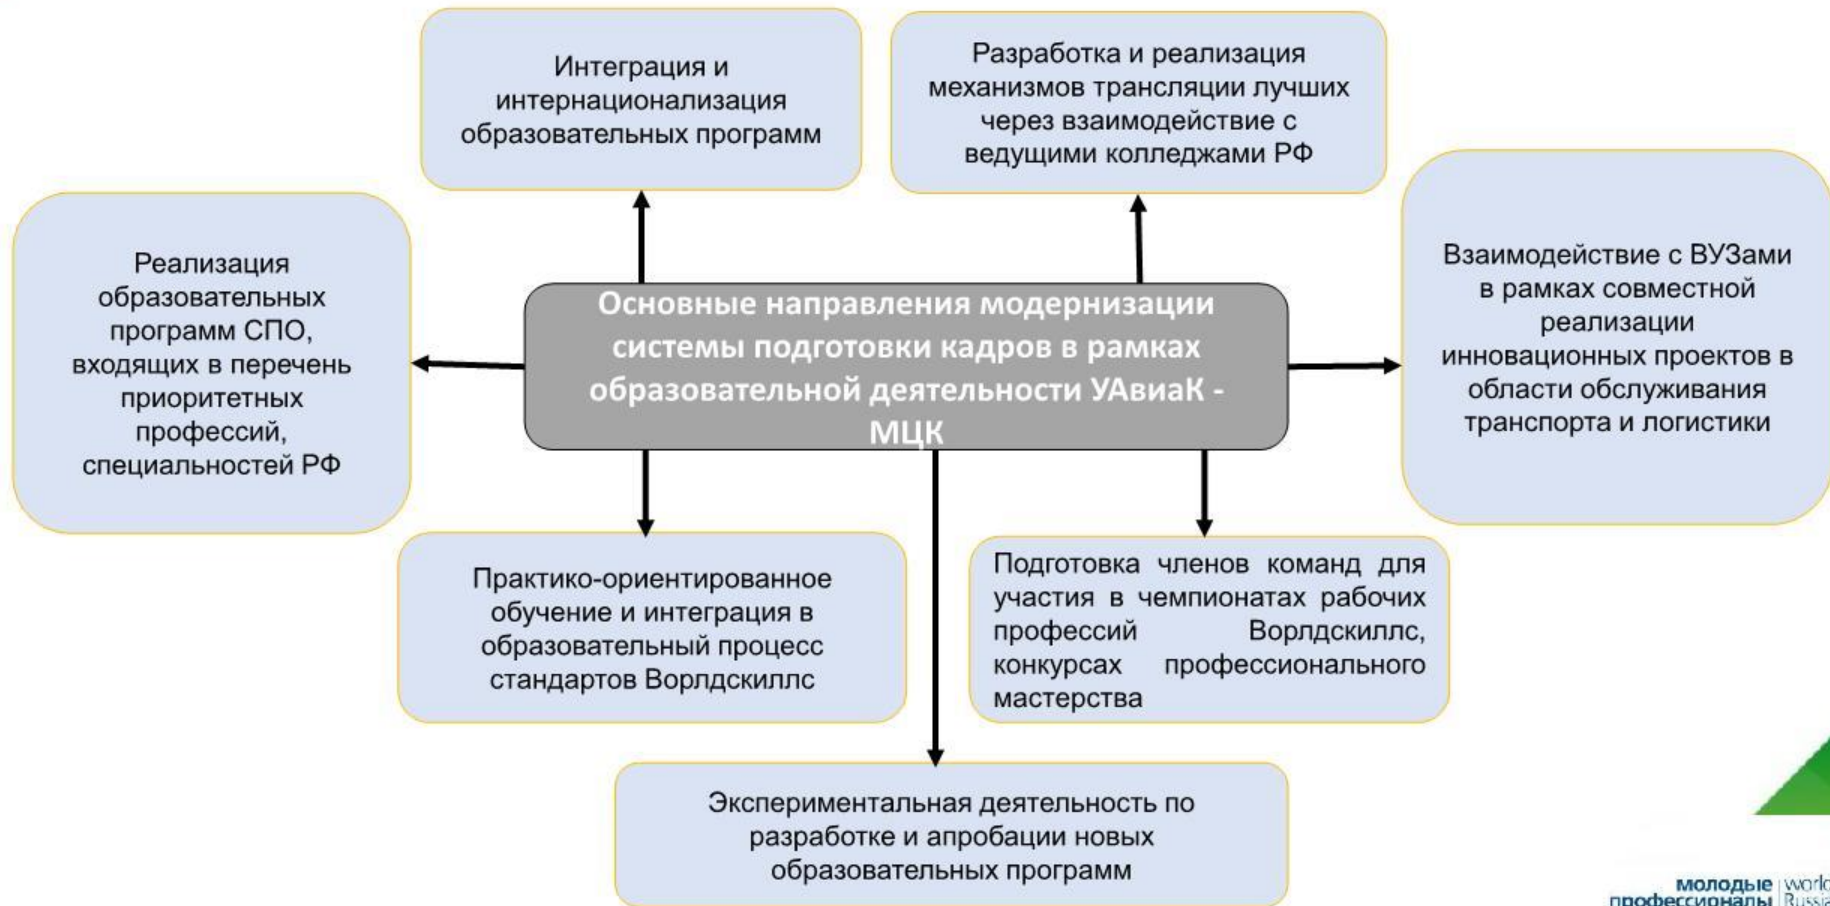 Интеграция и
интернационализация
образовательных программ
Разработка и реализация
механизмов трансляции лучших
через взаимодействие с
ведущими колледжами РФ
Реализация
образовательных
программ СПО,
входящих в перечень
приоритетных
профессий,
специальностей РФ
Основные направления модернизации
системы подготовки кадров в рамках
образовательной деятельности УАвиаК -
МЦК
Взаимодействие с ВУЗами
в рамках совместной
реализации
инновационных проектов в
области обслуживания
транспорта и логистики
Практико-ориентированное
обучение и интеграция в
образовательный процесс
стандартов Ворлдскиллс
Подготовка членов команд для
участия в чемпионатах рабочих
профессий Ворлдскиллс,
конкурсах профессионального
мастерства
Экспериментальная деятельность по
разработке и апробации новых
образовательных программ
молодые
профессионалы
Russia